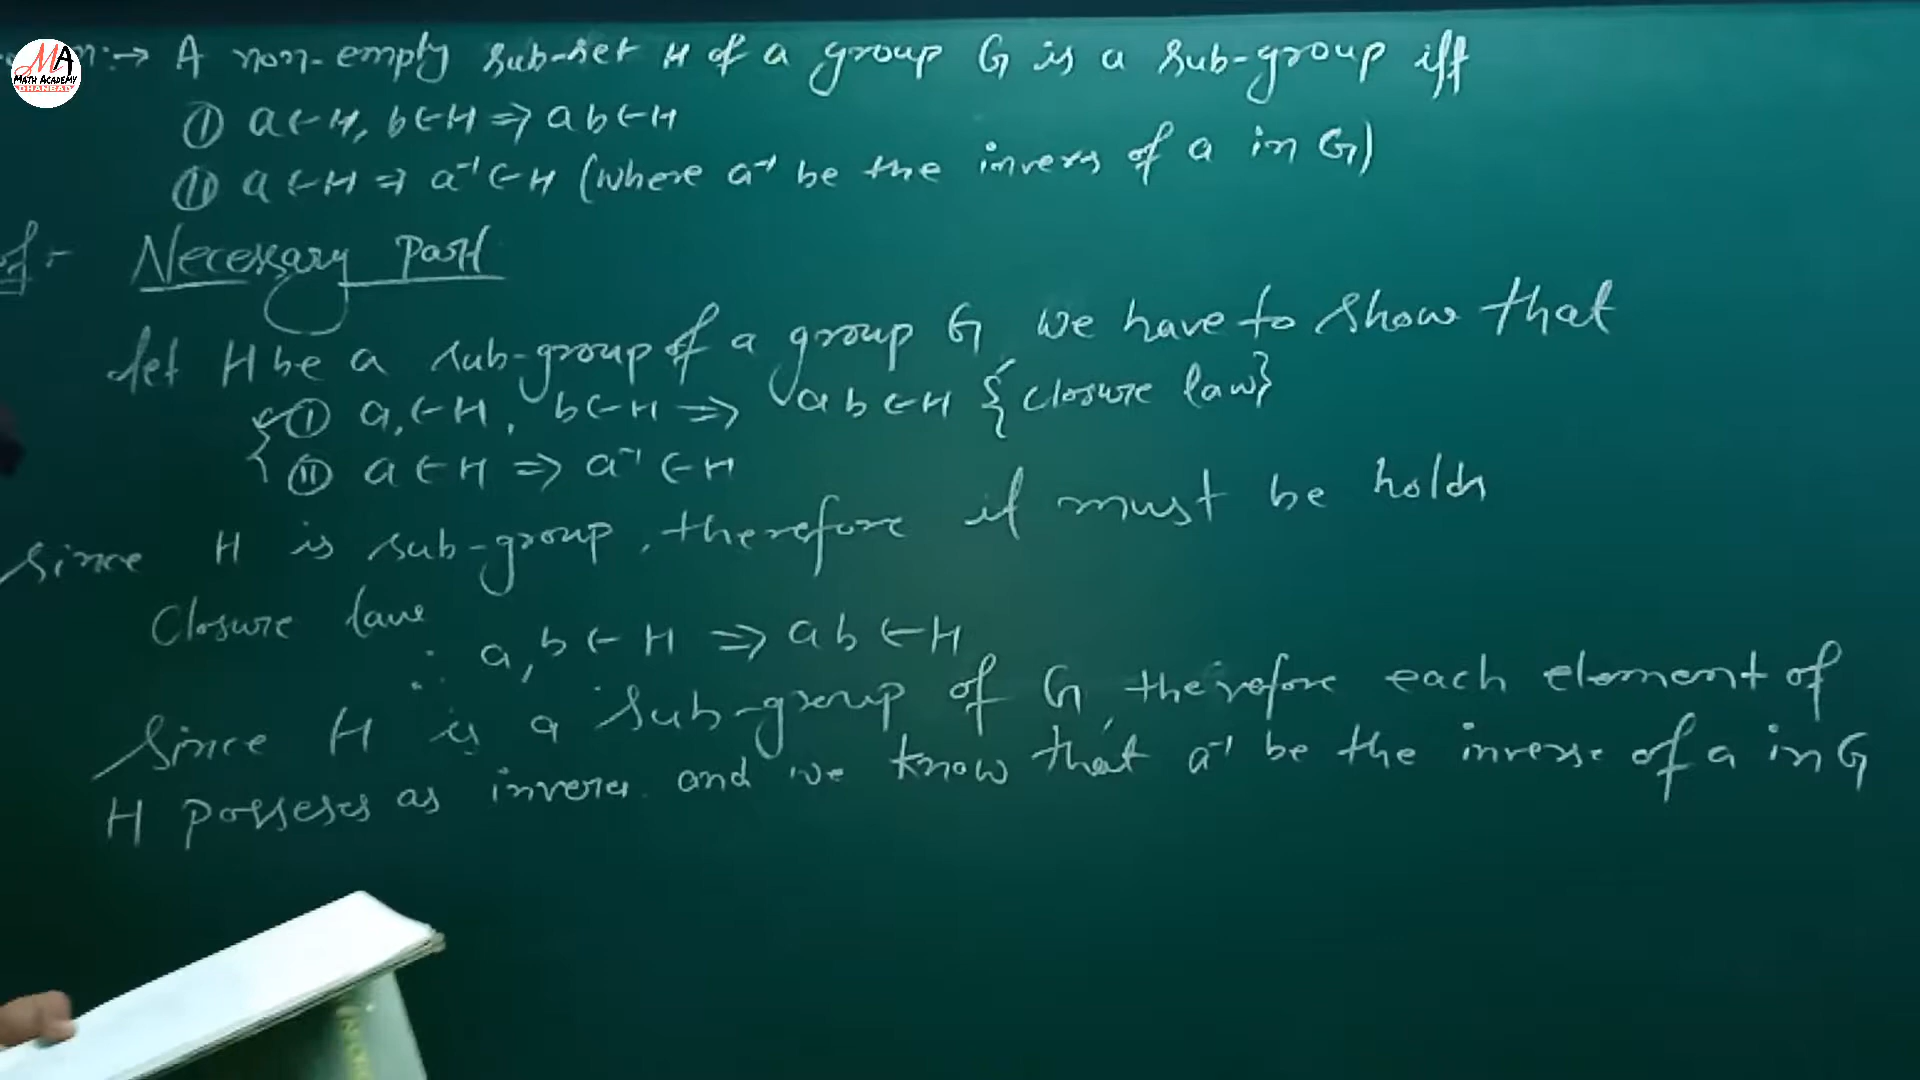 MA
MATH ACADEMY
DHANBAD
n:→ A non-empty sub-set H of a group G is a sub-group iff
(I) a∈H, b∈H ⇒ ab∈H
(II) a∈H ⇒ a⁻¹∈H (where a⁻¹ be the invers of a in G)
Necessary Part
Let H be a sub-group of a group G, we have to show that
(I) a,∈H, b∈H ⇒ ab∈H {closure law}
(II) a∈H ⇒ a⁻¹∈H
Since H is sub-group, therefore it must be holds
Closure law
∴ a,b∈H ⇒ ab∈H
Since H is a sub-group of G, therefore each element of
H posseses as invers. and we know that a⁻¹ be the inverse of a in G